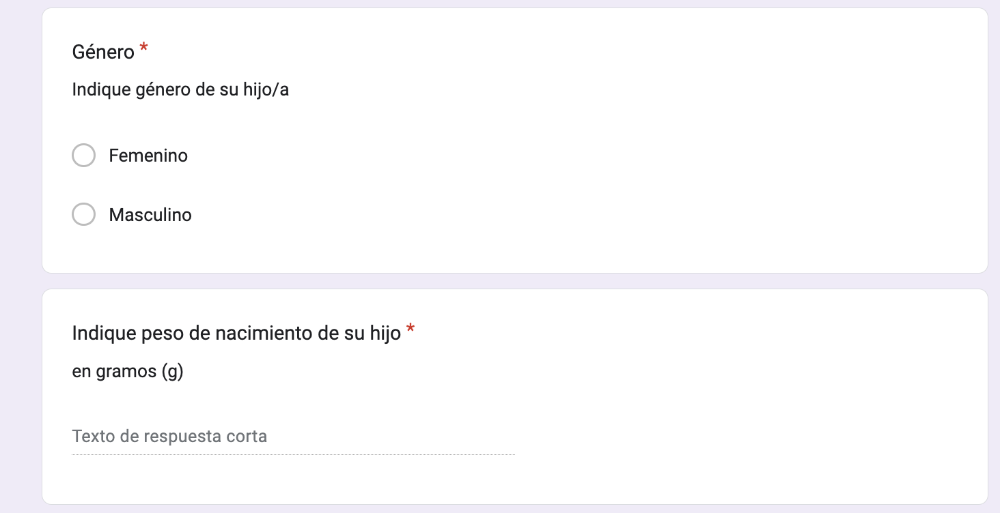 Género *
Indique género de su hijo/a
Femenino
Masculino
Indique peso de nacimiento de su hijo *
en gramos (g)
Texto de respuesta corta